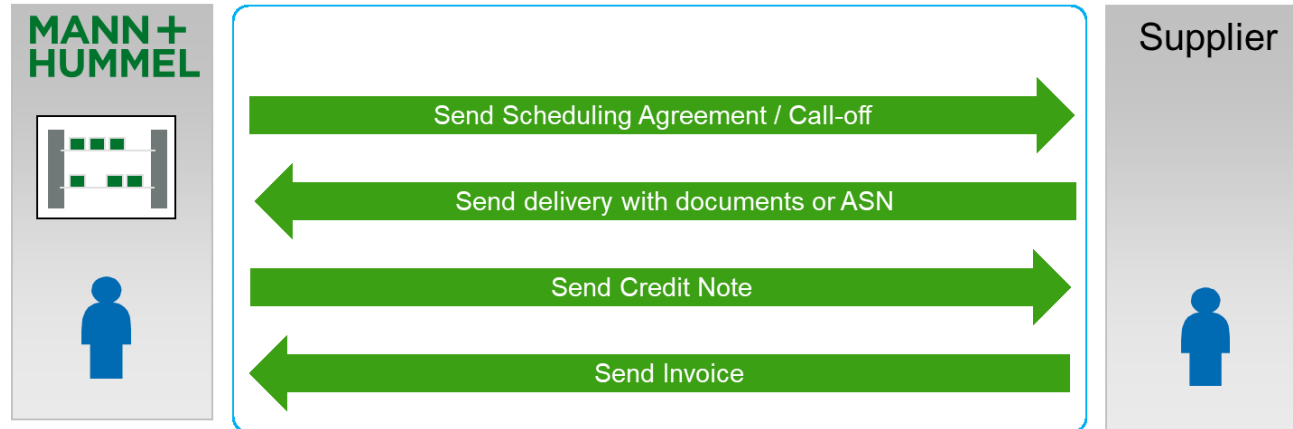 MANN+
HUMMEL
Supplier
Send Scheduling Agreement / Call-off
Send delivery with documents or ASN
Send Credit Note
Send Invoice